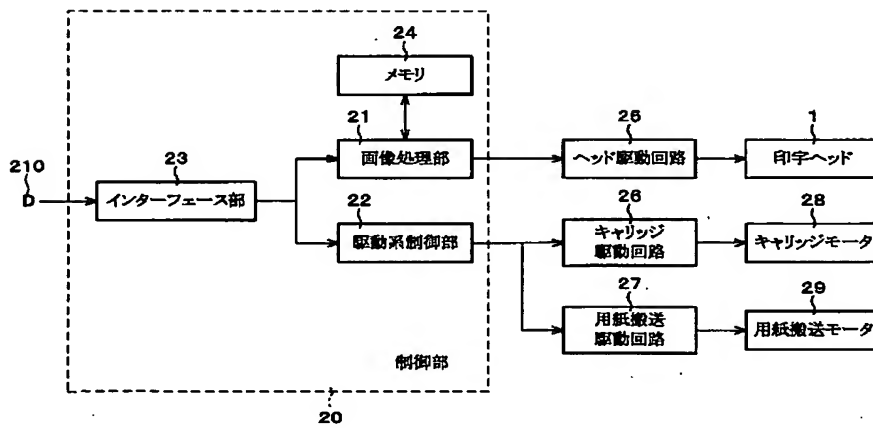 24
メモリ
21
画像処理部
25
ヘッド駆動回路
1
印字ヘッド
210
D
23
インターフェース部
22
駆動系制御部
26
キャリッジ
駆動回路
28
キャリッジモータ
27
用紙搬送
駆動回路
29
用紙搬送モータ
制御部
20